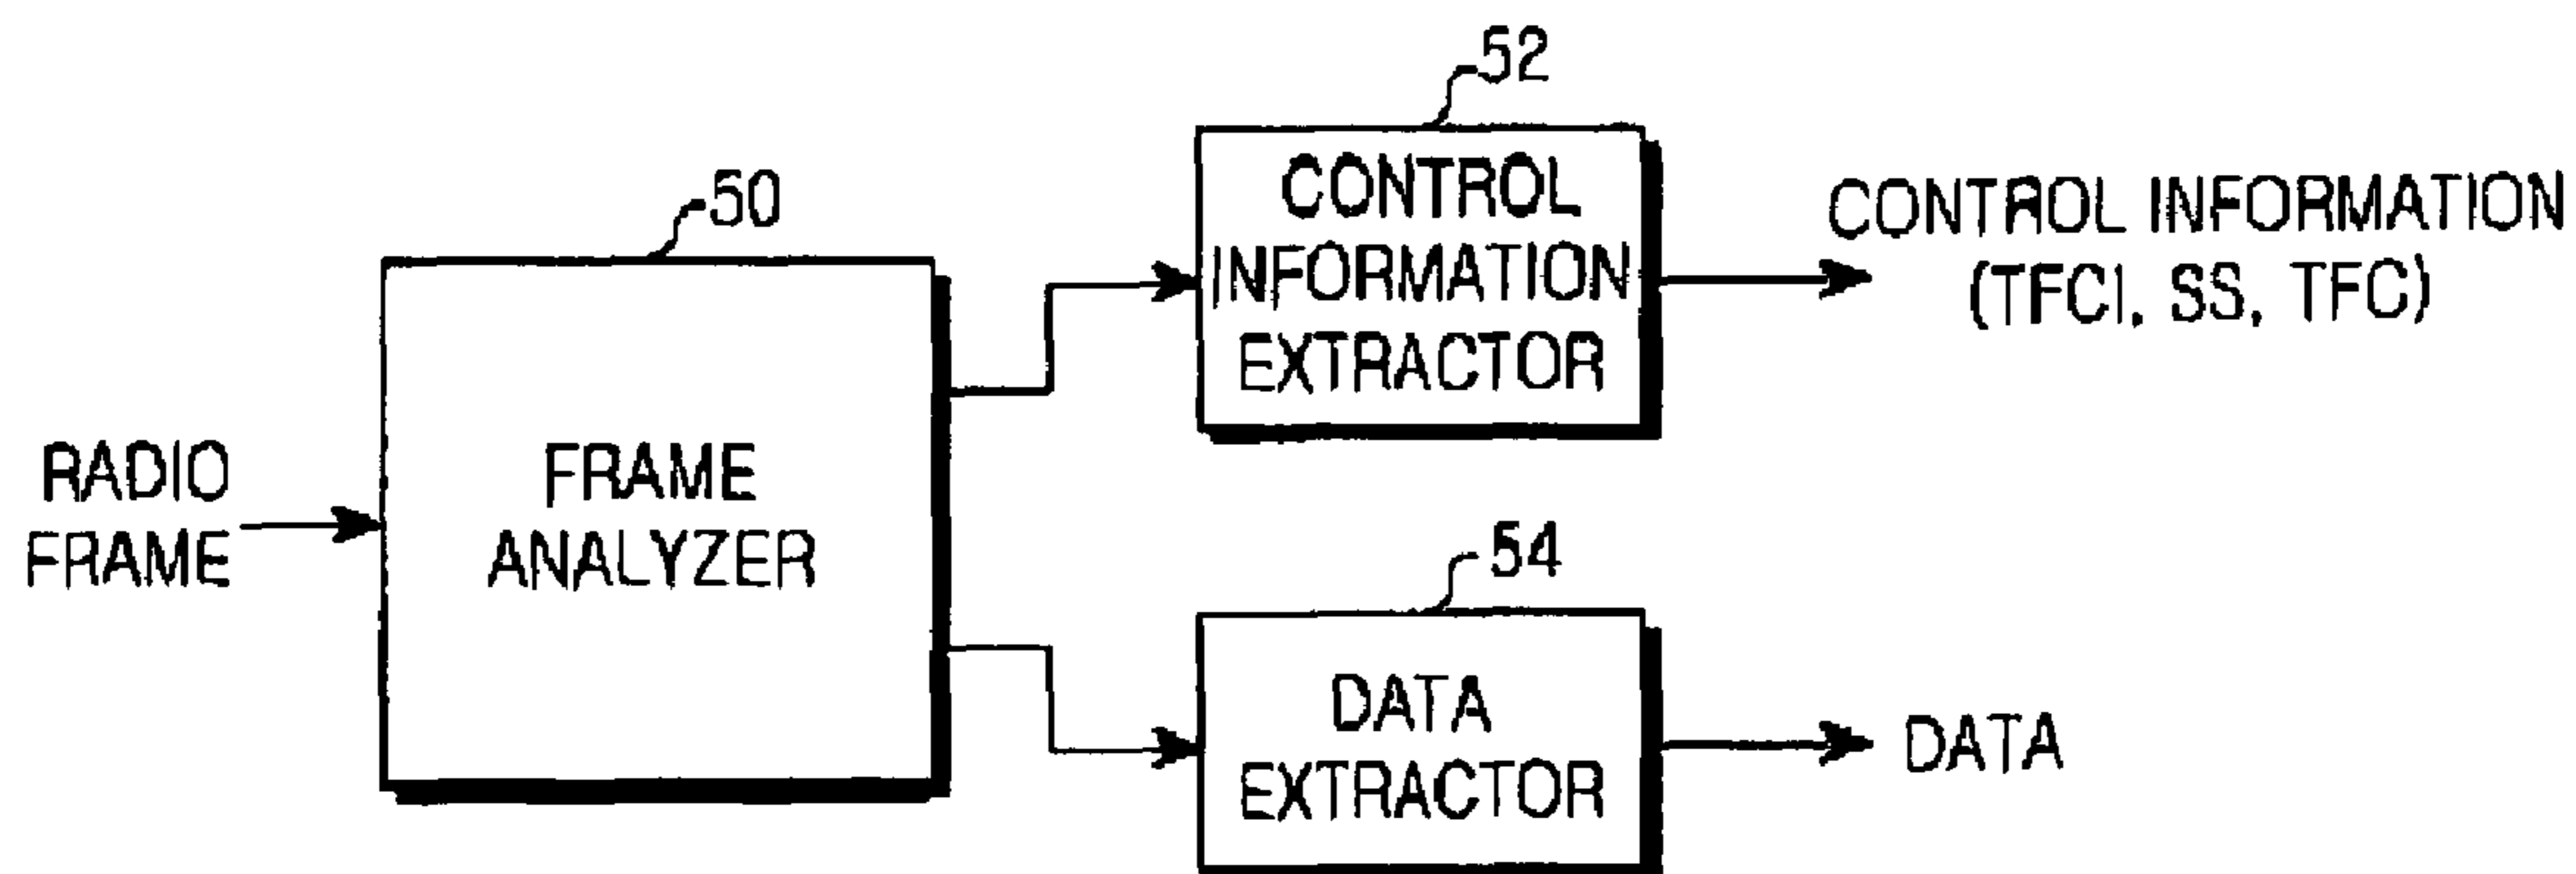 52
50
CONTROL
INFORMATION
EXTRACTOR
CONTROL INFORMATION
(TFCI, SS, TFC)
RADIO
FRAME
FRAME
ANALYZER
54
DATA
EXTRACTOR
DATA